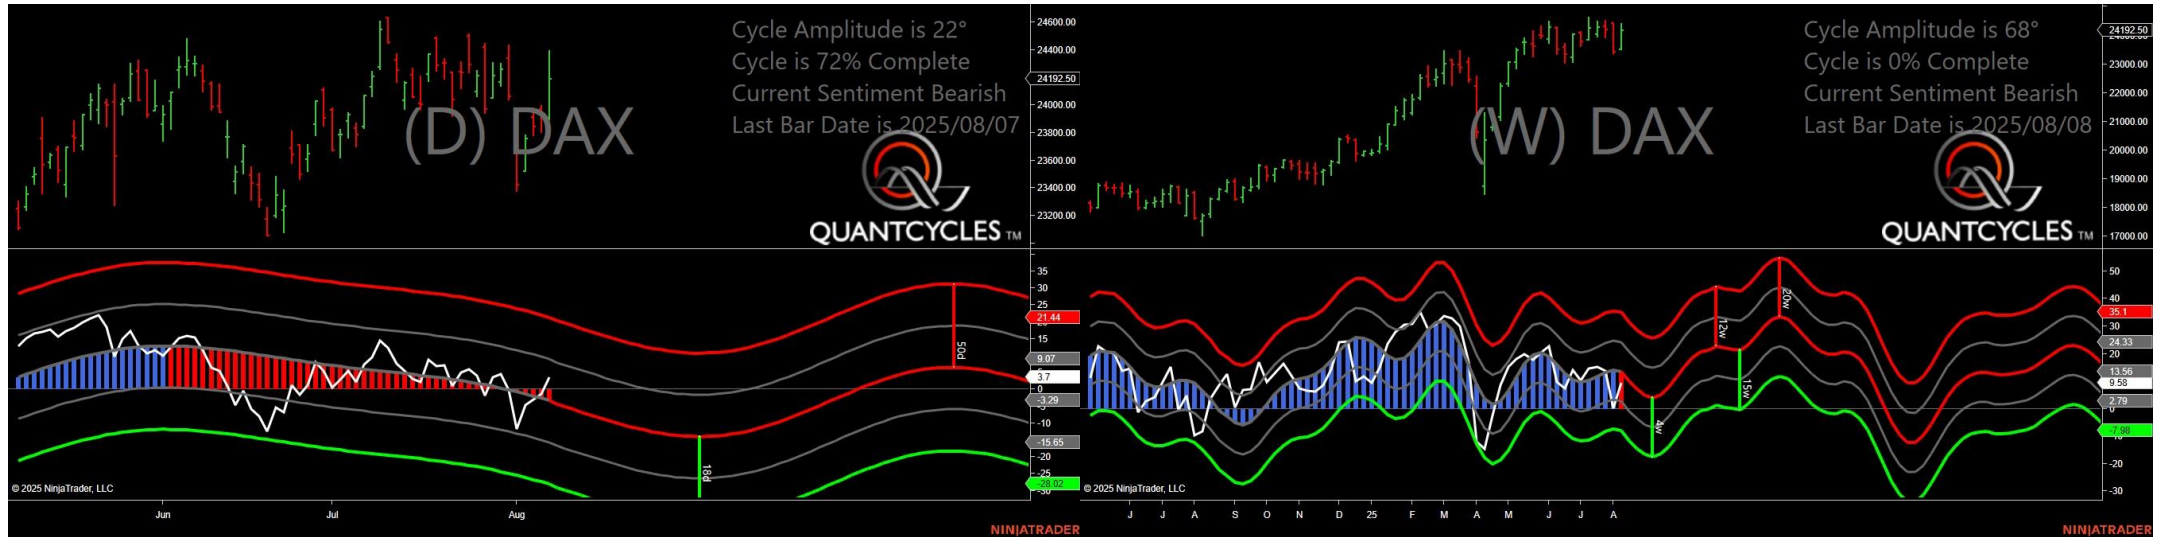 Cycle Amplitude is 22°
Cycle is 72% Complete
Current Sentiment Bearish
Last Bar Date is 2025/08/07
(D) DAX
QUANTCYCLES TM
24600.00
24400.00
24192.50
24000.00
23800.00
23600.00
23400.00
23200.00
35
30
25
21.44
15
9.07
3.7
0
-3.29
-10
-15.65
-20
-25
-28.02
-30
50d
18d
© 2025 NinjaTrader, LLC
Jun
Jul
Aug
NINJATRADER
Cycle Amplitude is 68°
Cycle is 0% Complete
Current Sentiment Bearish
Last Bar Date is 2025/08/08
(W) DAX
QUANTCYCLES TM
24192.50
23000.00
22000.00
21000.00
20000.00
19000.00
18000.00
17000.00
50
40
35.1
30
24.33
20
13.56
9.58
2.79
0
-7.98
-20
-30
12w
20w
15w
4w
© 2025 NinjaTrader, LLC
J J A S O N D 25 F M A M J J A
NINJATRADER